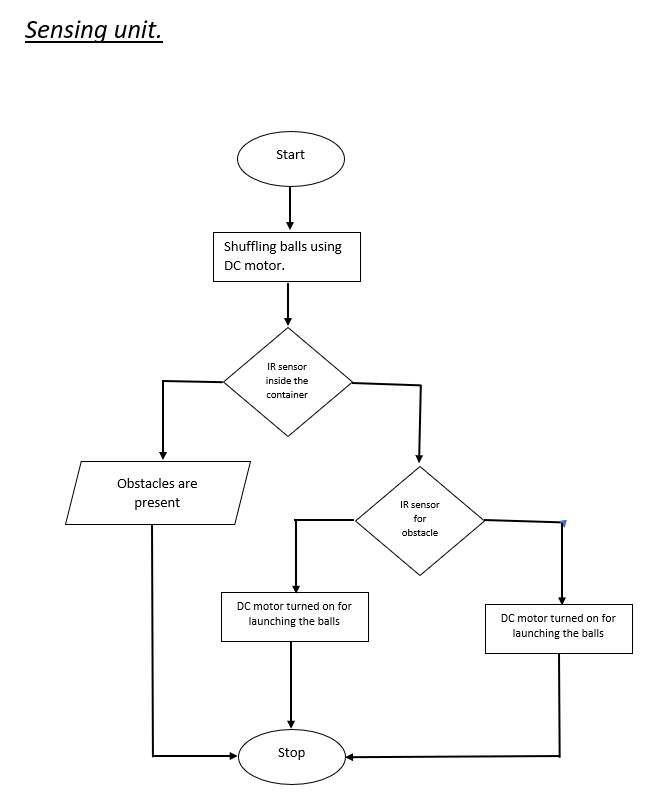 Sensing unit.
Start
Shuffling balls using
DC motor.
IR sensor
inside the
container
Obstacles are
present
IR sensor
for
obstacle
DC motor turned on for
launching the balls
DC motor turned on for
launching the balls
Stop